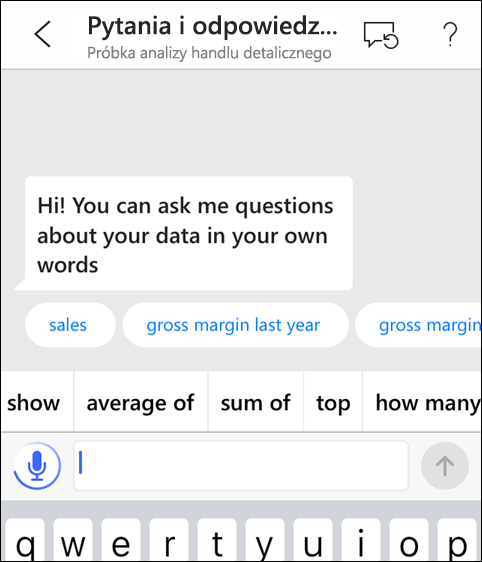 Pytania i odpowiedz...
Próbka analizy handlu detalicznego
?
Hi! You can ask me questions
about your data in your own
words
sales gross margin last year gross margin
show average of sum of top how many
q w e r t y u i o p